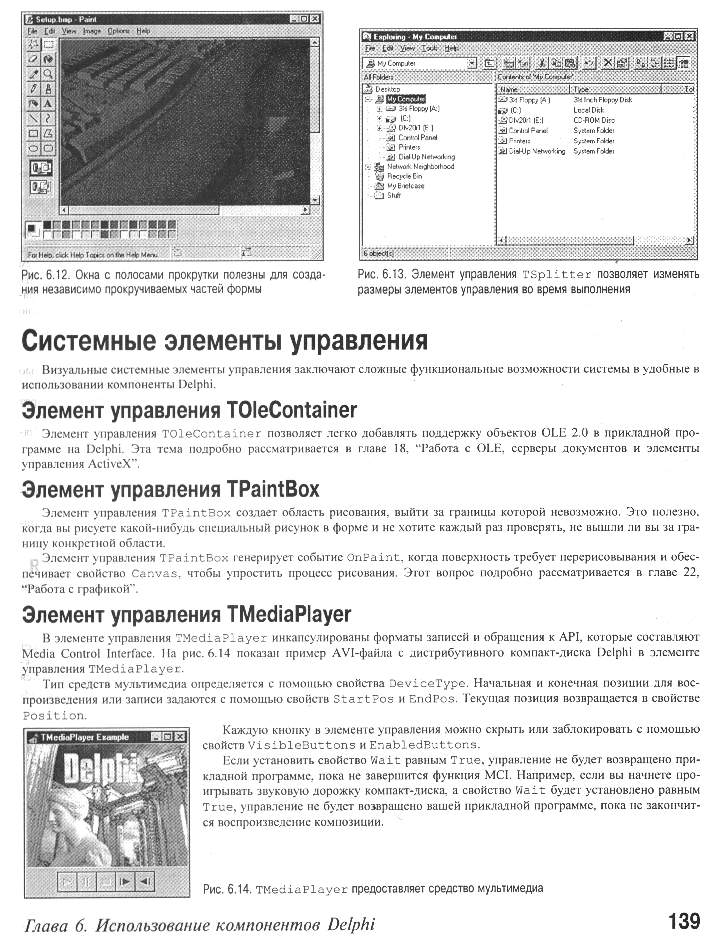 Setup.bmp - Paint
File Edit View Image Options Help
For Help, click Help Topics on the Help Menu.
Рис. 6.12. Окна с полосами прокрутки полезны для созда-
ния независимо прокручиваемых частей формы
Exploring - My Computer
File Edit View Tools Help
My Computer
All Folders
Contents of 'My Computer'
Desktop
My Computer
3½ Floppy (A:)
(C:)
Network Neighborhood
Control Panel
Printers
Dial-Up Networking
Recycle Bin
My Briefcase
Stuff
Name Type
3½ Floppy (A:) 3½ Inch Floppy Disk
(C:) Local Disk
CD-ROM Disc
Control Panel System Folder
Printers System Folder
Dial-Up Networking System Folder
6 object(s)
Рис. 6.13. Элемент управления TSplitter позволяет изменять
размеры элементов управления во время выполнения
Системные элементы управления
Визуальные системные элементы управления заключают сложные функциональные возможности системы в удобные в
использовании компоненты Delphi.
Элемент управления TOleContainer
Элемент управления TOleContainer позволяет легко добавлять поддержку объектов OLE 2.0 в прикладной про-
грамме на Delphi. Эта тема подробно рассматривается в главе 18, “Работа с OLE, серверы документов и элементы
управления ActiveX”.
Элемент управления TPaintBox
Элемент управления TPaintBox создает область рисования, выйти за границы которой невозможно. Это полезно,
когда вы рисуете какой-нибудь специальный рисунок в форме и не хотите каждый раз проверять, не вышли ли вы за гра-
ницу конкретной области.
Элемент управления TPaintBox генерирует событие OnPaint, когда поверхность требует перерисовывания и обес-
печивает свойство Canvas, чтобы упростить процесс рисования. Этот вопрос подробно рассматривается в главе 22,
“Работа с графикой”.
Элемент управления TMediaPlayer
В элементе управления TMediaPlayer инкапсулированы форматы записей и обращения к API, которые составляют
Media Control Interface. На рис. 6.14 показан пример AVI-файла с дистрибутивного компакт-диска Delphi в элементе
управления TMediaPlayer.
Тип средств мультимедиа определяется с помощью свойства DeviceType. Начальная и конечная позиции для вос-
произведения или записи задаются с помощью свойств StartPos и EndPos. Текущая позиция возвращается в свойстве
Position.
TMediaPlayer Example
Delphi
Каждую кнопку в элементе управления можно скрыть или заблокировать с помощью
свойств VisibleButtons и EnabledButtons.
Если установить свойство Wait равным True, управление не будет возвращено при-
кладной программе, пока не завершится функция MCI. Например, если вы начнете про-
игрывать звуковую дорожку компакт-диска, а свойство Wait будет установлено равным
True, управление не будет возвращено вашей прикладной программе, пока не закончит-
ся воспроизведение композиции.
Рис. 6.14. TMediaPlayer предоставляет средство мультимедиа
Глава 6. Использование компонентов Delphi
139